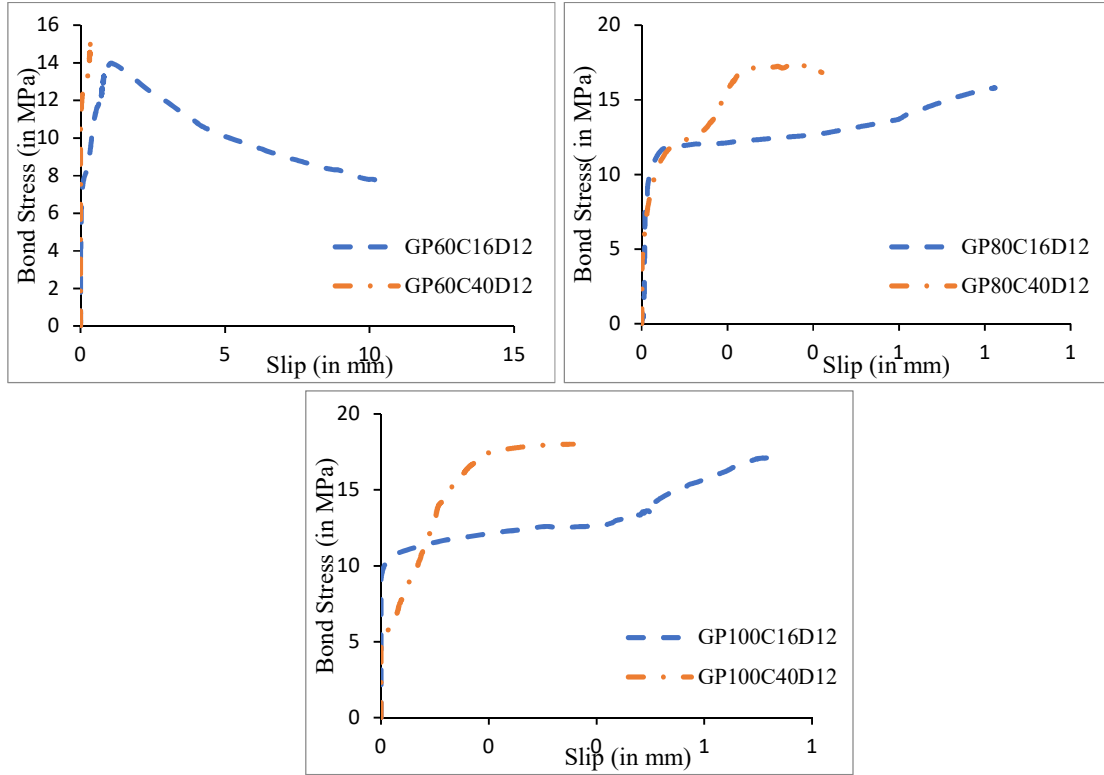 Bond Stress (in MPa)
16
14
12
10
8
6
4
2
0
GP60C16D12
GP60C40D12
0 5 10 15
Slip (in mm)
Bond Stress( in MPa)
20
15
10
5
0
GP80C16D12
GP80C40D12
0 0 0 1 1 1
Slip (in mm)
Bond Stress (in MPa)
20
15
10
5
0
GP100C16D12
GP100C40D12
0 0 0 1 1
Slip (in mm)